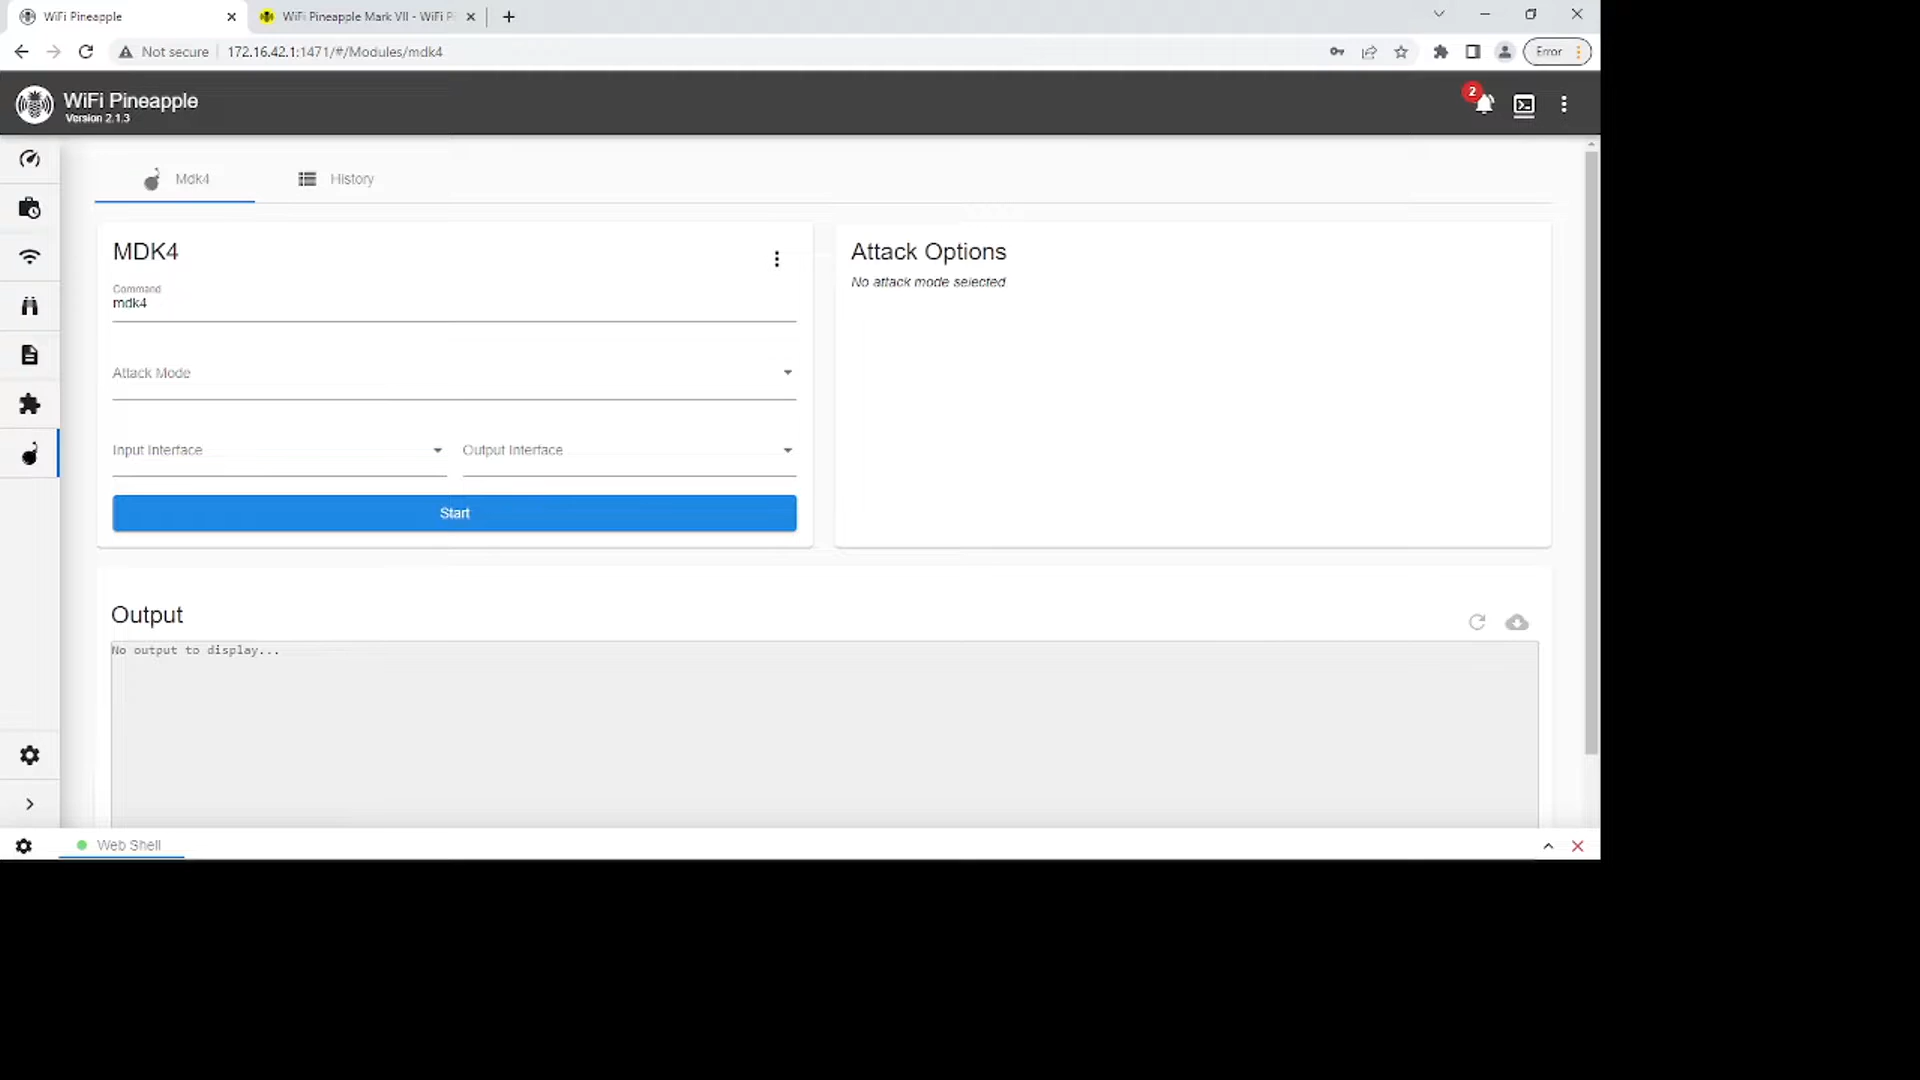 WiFi Pineapple
WiFi Pineapple Mark VII - WiFi P
Not secure
172.16.42.1:1471/#/Modules/mdk4
Error
WiFi Pineapple
Version 2.1.3
2
Mdk4
History
MDK4
Command
mdk4
Attack Mode
Input Interface
Output Interface
Start
Attack Options
No attack mode selected
Output
No output to display...
Web Shell